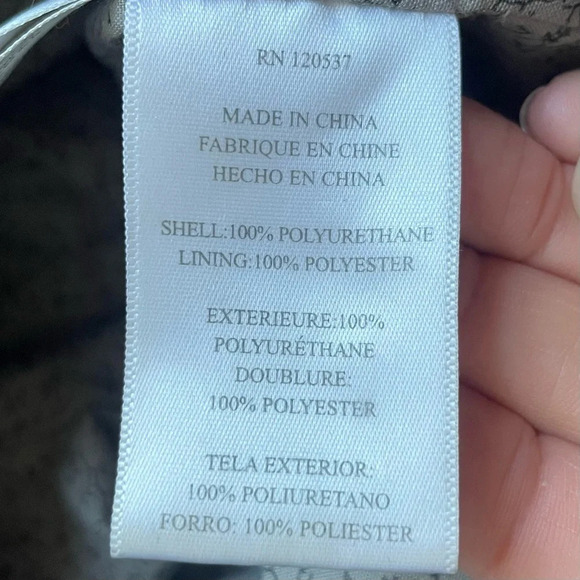 RN 120537
MADE IN CHINA
FABRIQUE EN CHINE
HECHO EN CHINA
SHELL:100% POLYURETHANE
LINING:100% POLYESTER
EXTERIEURE:100%
POLYURÉTHANE
DOUBLURE:
100% POLYESTER
TELA EXTERIOR:
100% POLIURETANO
FORRO: 100% POLIESTER